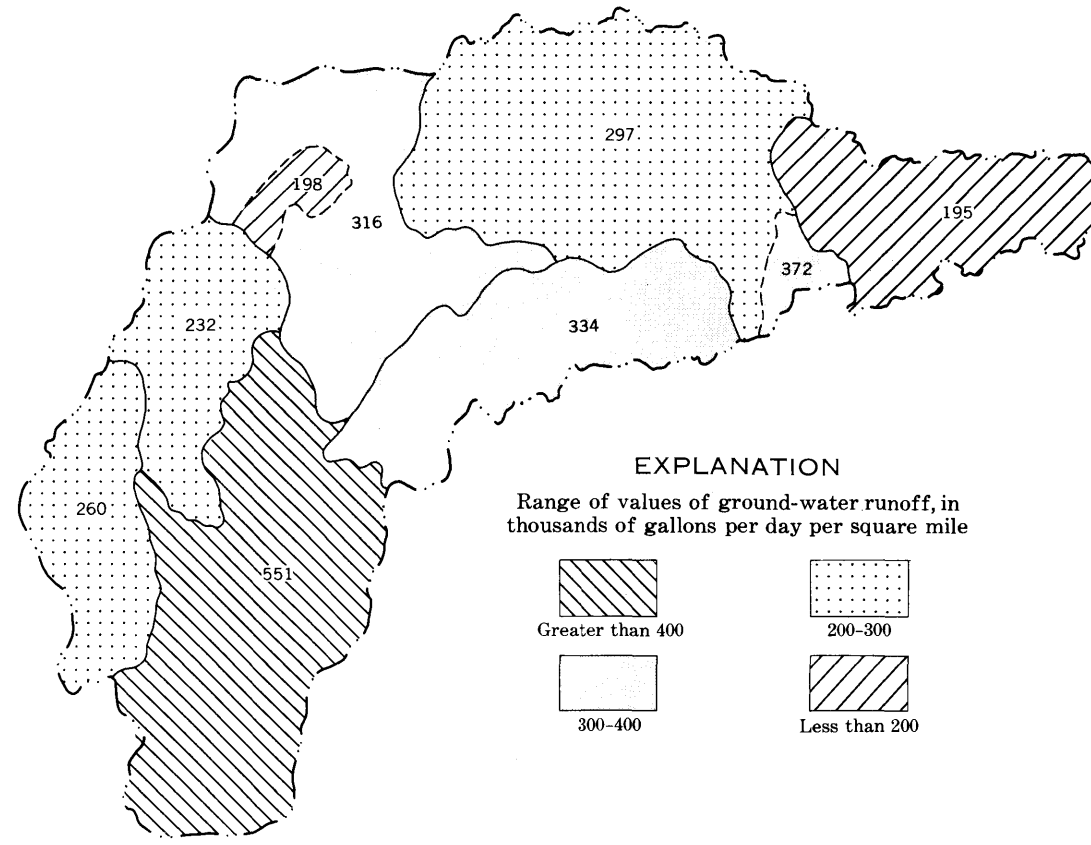 297
198
195
316
372
232
334
EXPLANATION
Range of values of ground-water runoff, in
thousands of gallons per day per square mile
260
551
Greater than 400
200-300
300-400
Less than 200